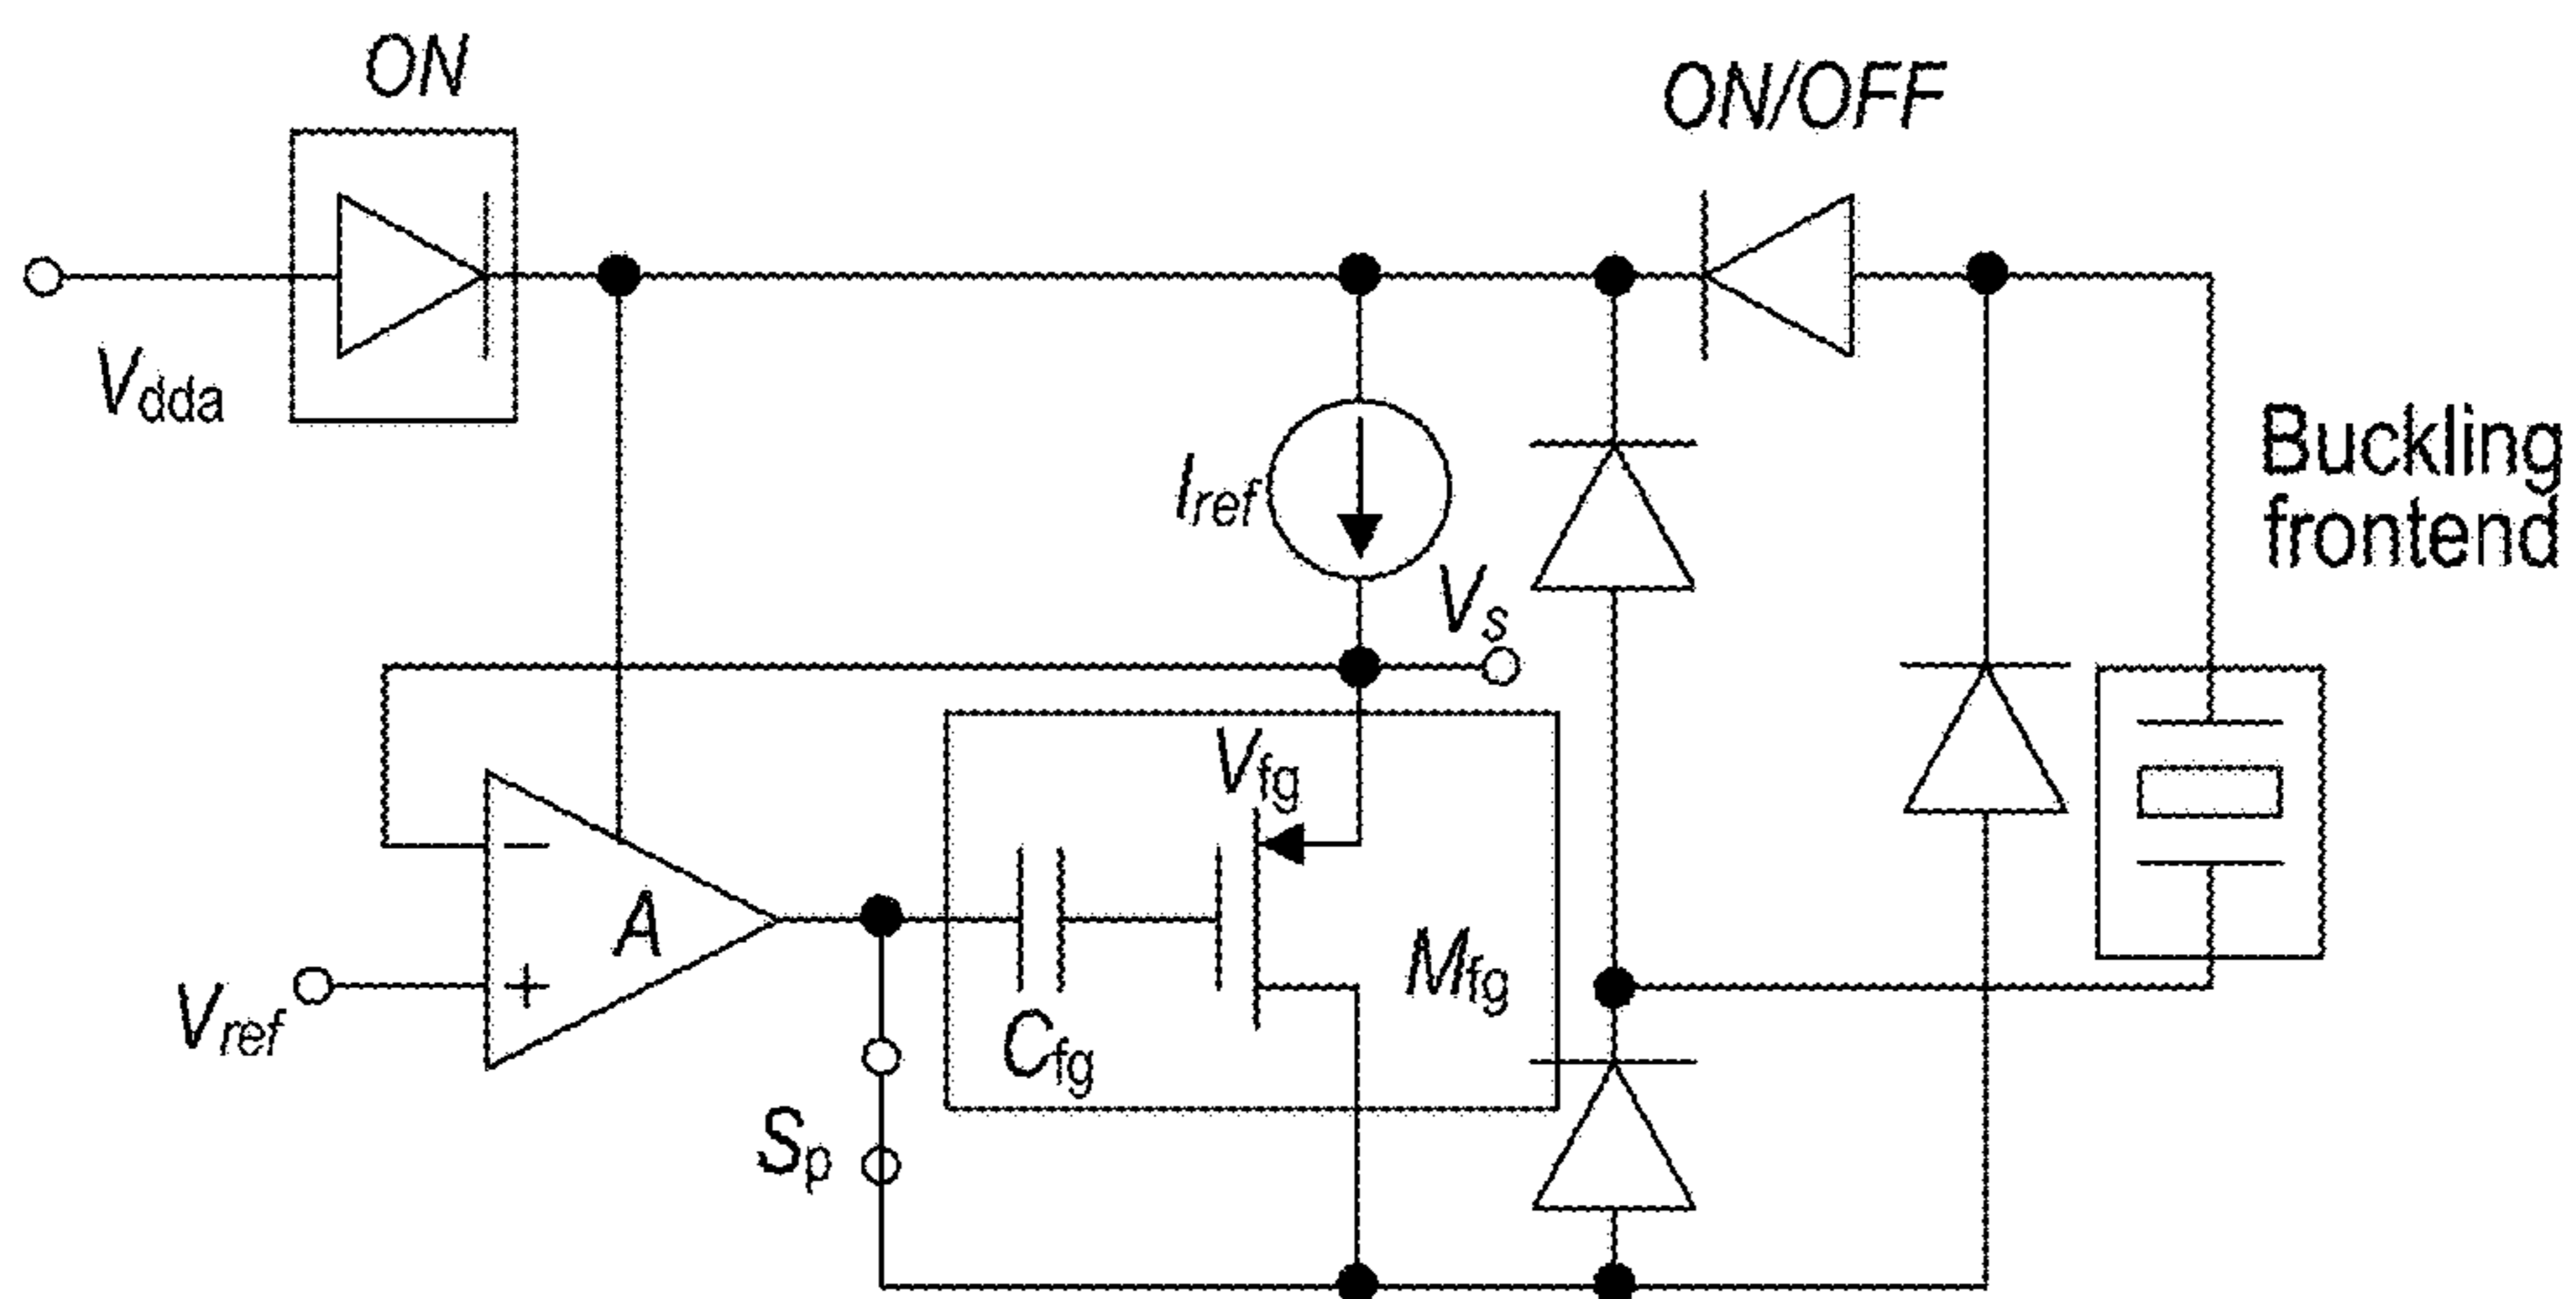 ON
ON/OFF
Vdda
Buckling
frontend
Iref
Vs
Vfg
A
Mfg
Vref
Cfg
Sp